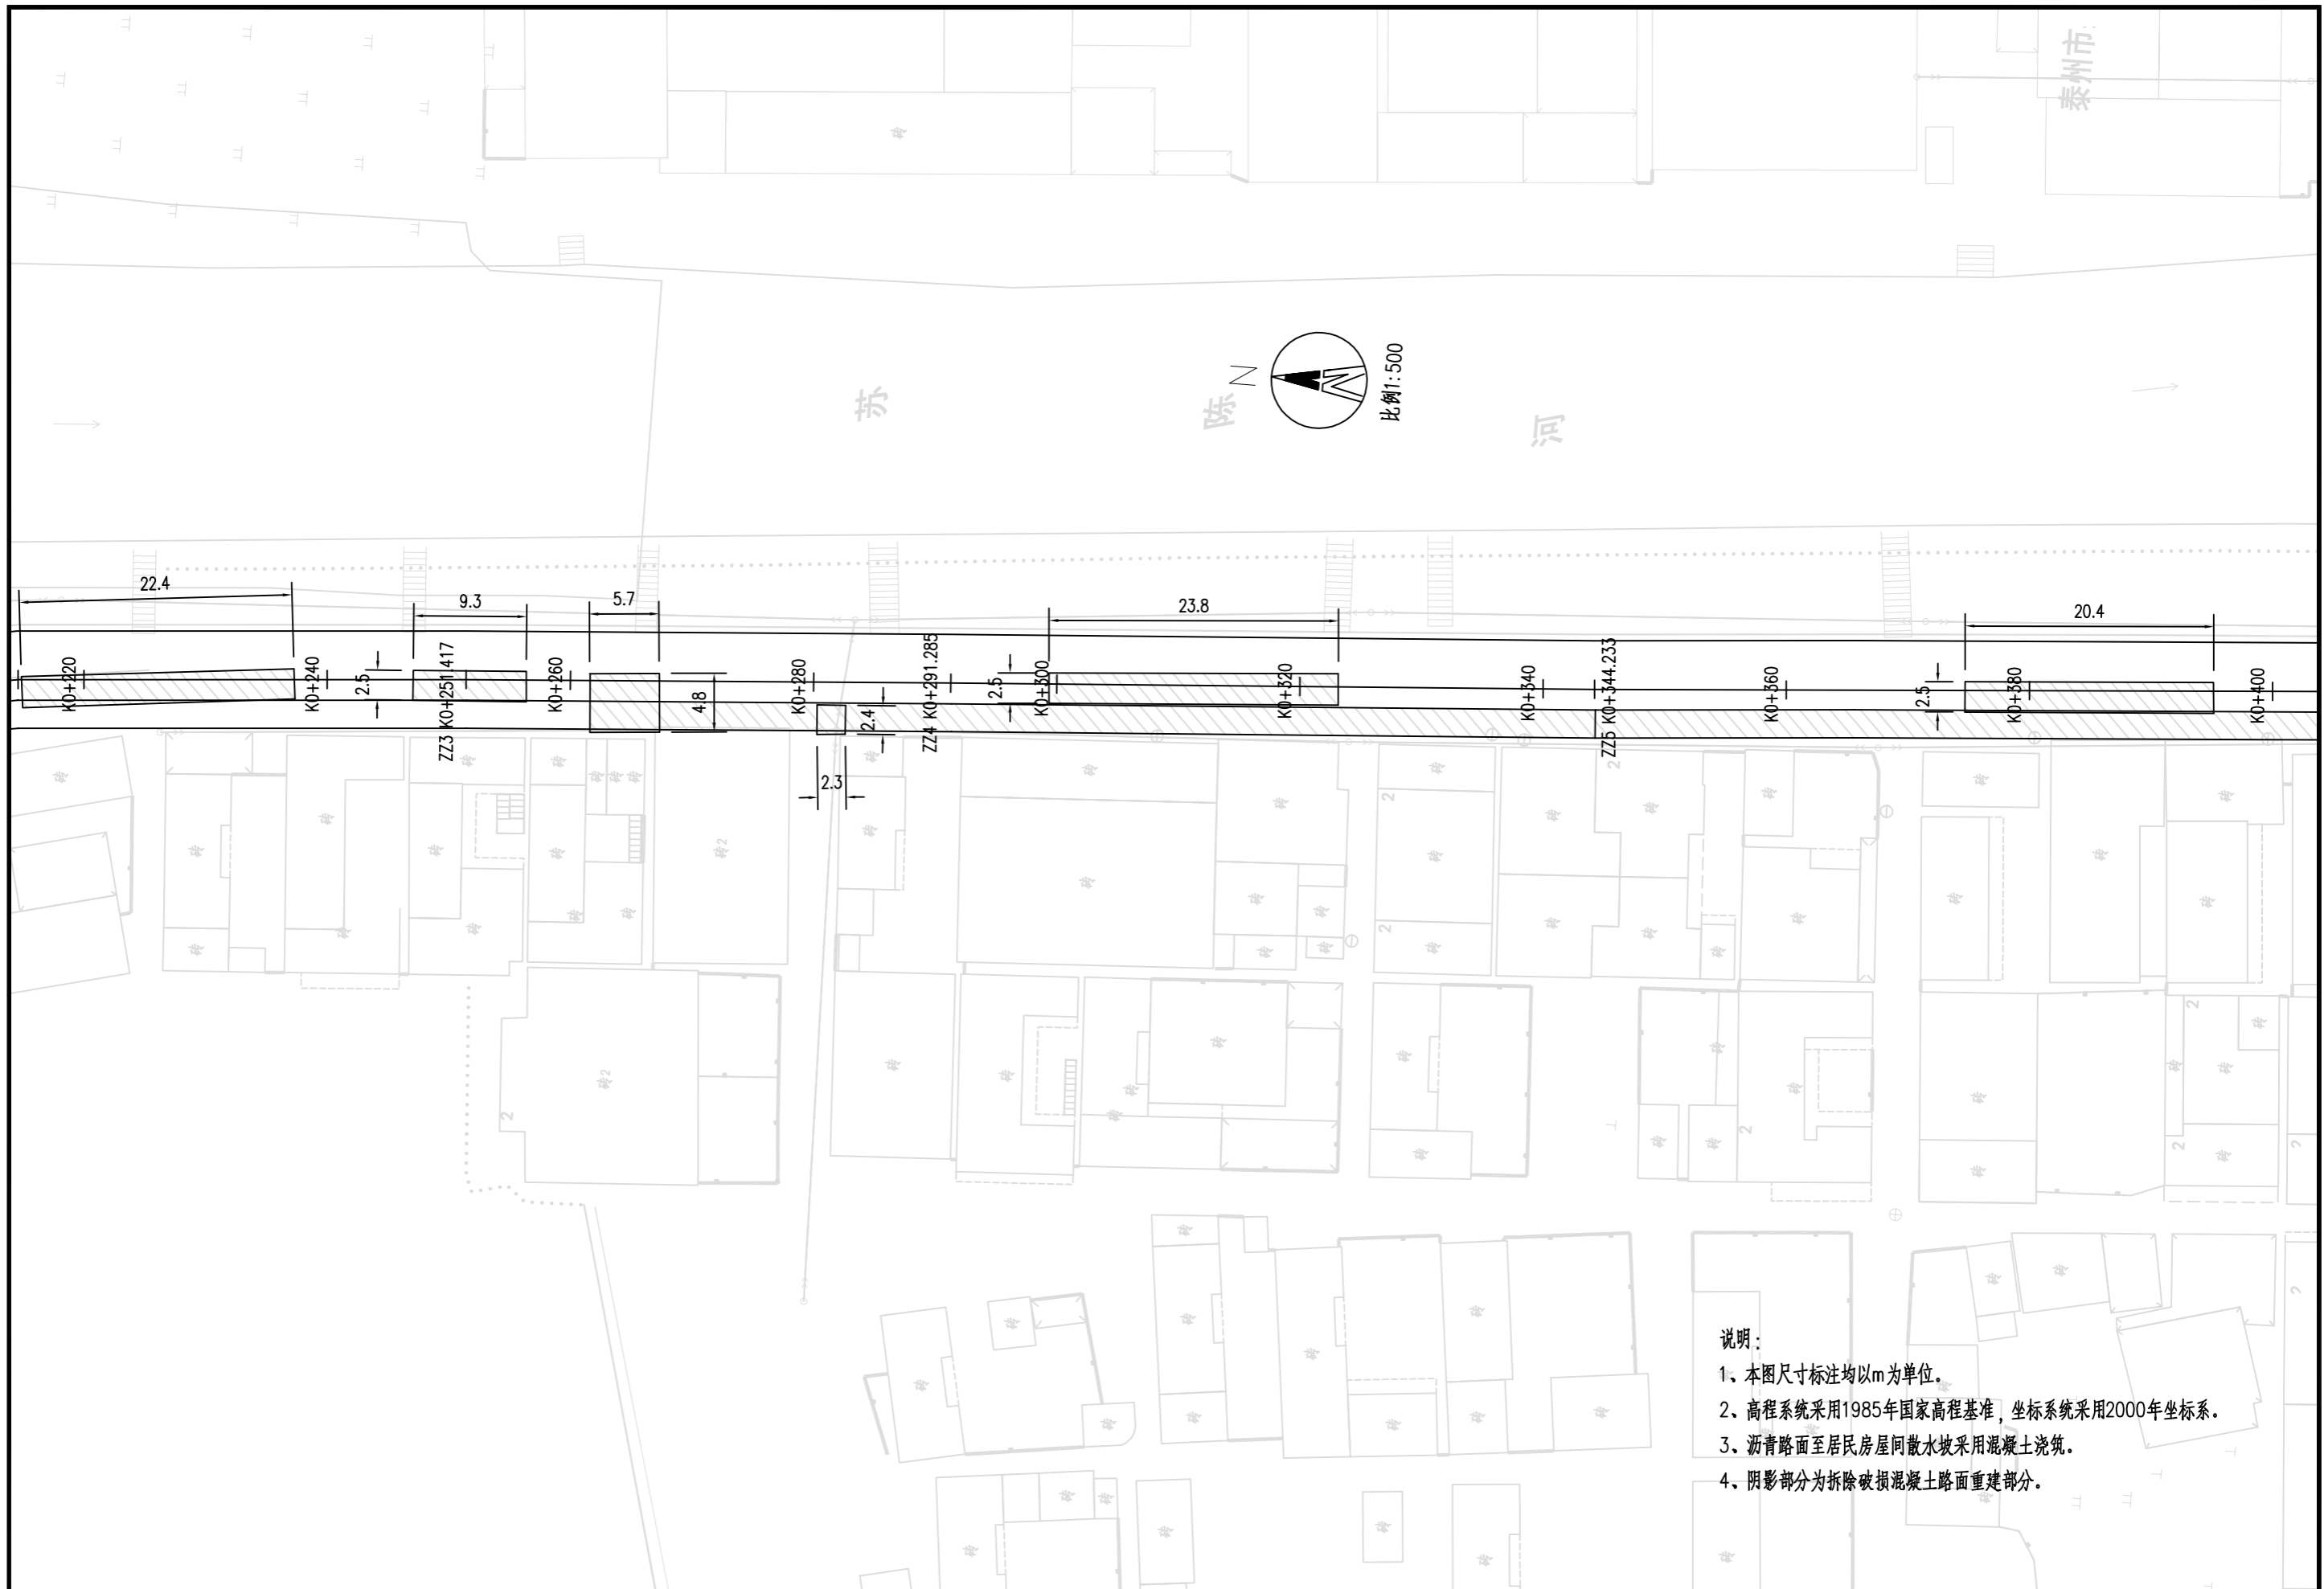 泰州市
苏 陈 河
N
比例1:500
22.4
9.3
5.7
23.8
20.4
K0+220
K0+240
2.5
ZZ3 K0+251.417
K0+260
4.8
K0+280
2.4
ZZ4 K0+291.285
2.5
K0+300
K0+320
K0+340
ZZ5 K0+344.233
K0+360
2.5
K0+380
K0+400
2.3
说明：
1、本图尺寸标注均以m为单位。
2、高程系统采用1985年国家高程基准，坐标系统采用2000年坐标系。
3、沥青路面至居民房屋间散水坡采用混凝土浇筑。
4、阴影部分为拆除破损混凝土路面重建部分。